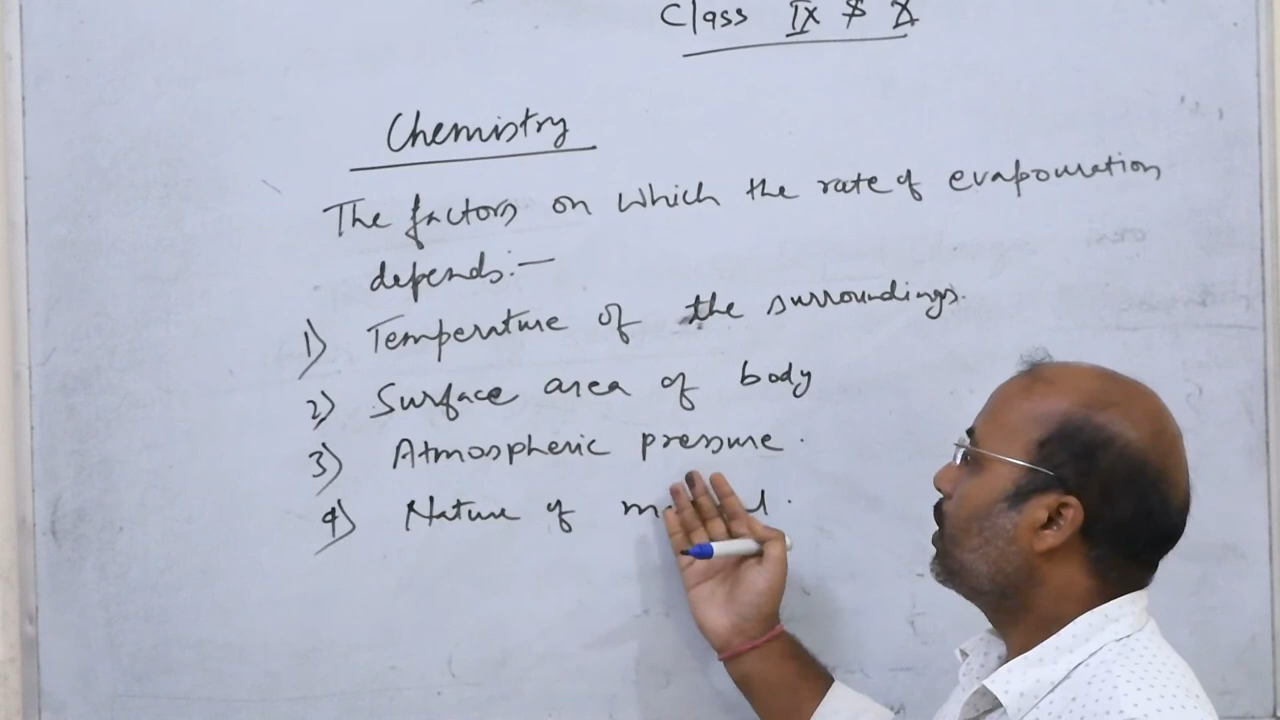 Class IX & X
Chemistry
The factors on which the rate of evapouration
depends:-
1) Temperature of the surroundings.
2) Surface area of body
3) Atmospheric pressure.
4) Nature of